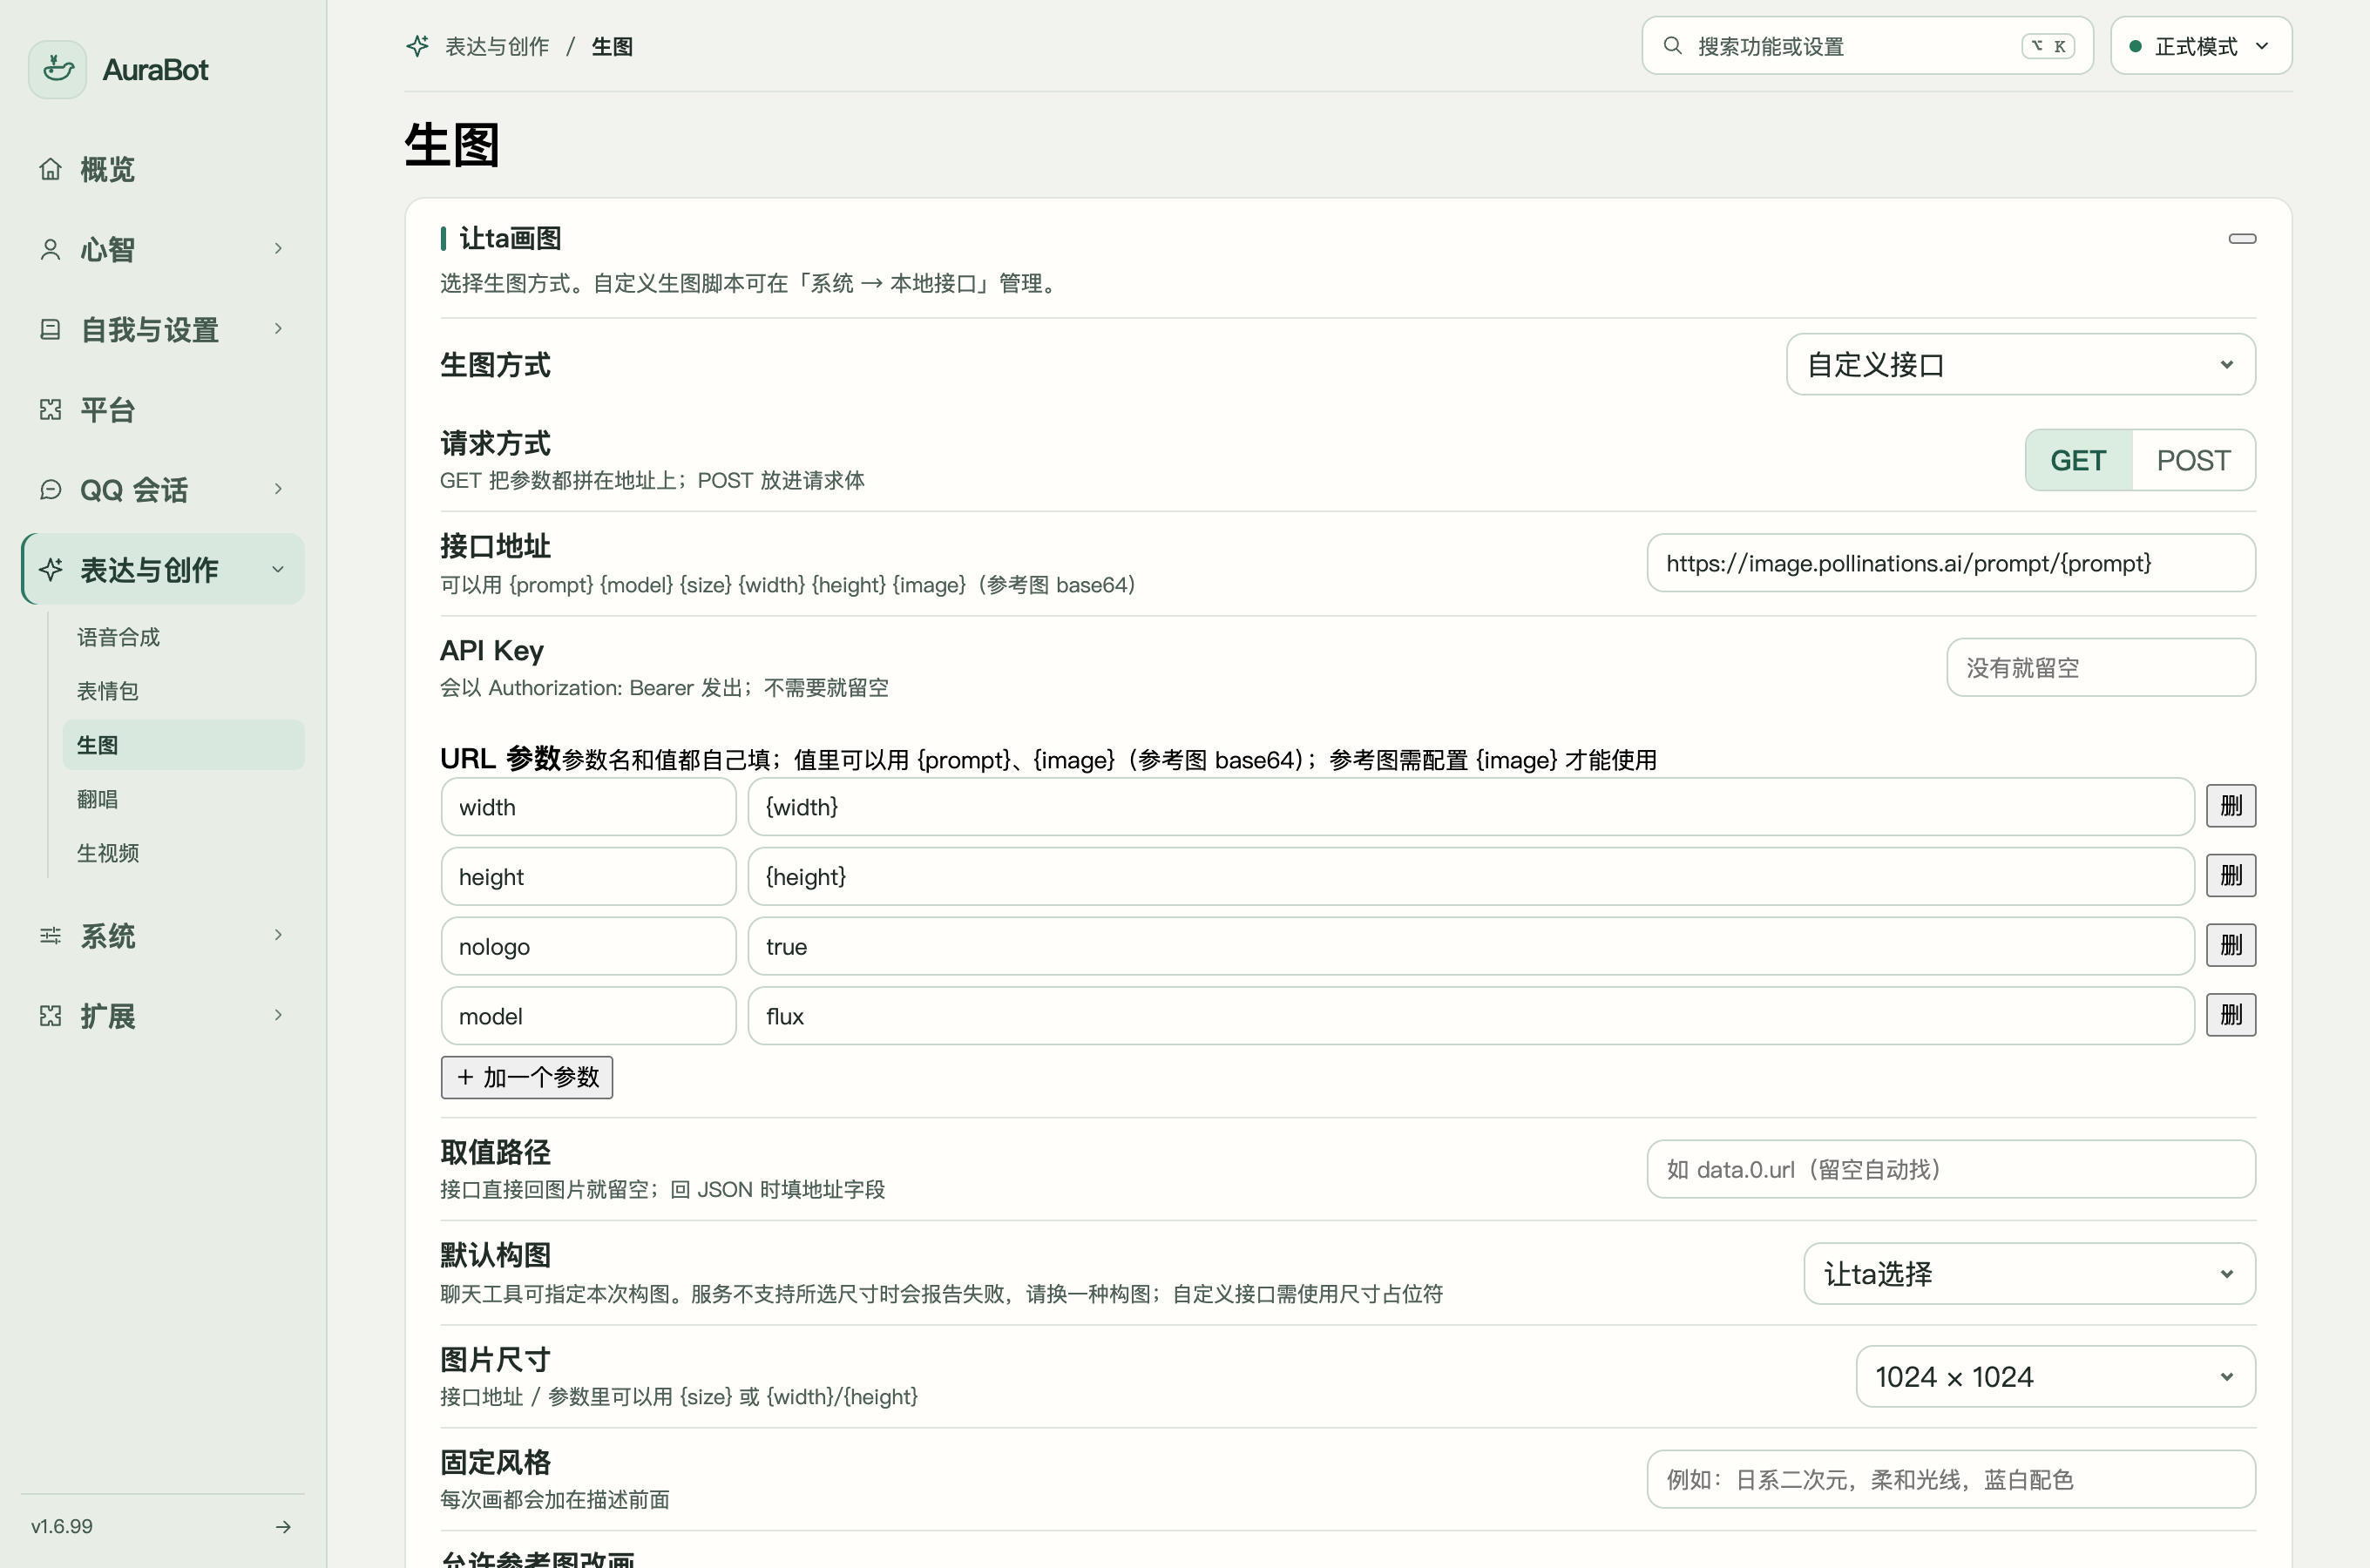 AuraBot
概览
心智
自我与设置
平台
QQ 会话
表达与创作
语音合成
表情包
生图
翻唱
生视频
系统
扩展
v1.6.99
表达与创作 / 生图
搜索功能或设置
⌥ K
正式模式
生图
让ta画图
选择生图方式。自定义生图脚本可在「系统 → 本地接口」管理。
生图方式
自定义接口
请求方式
GET 把参数都拼在地址上；POST 放进请求体
GET
POST
接口地址
可以用 {prompt} {model} {size} {width} {height} {image}（参考图 base64）
https://image.pollinations.ai/prompt/{prompt}
API Key
会以 Authorization: Bearer 发出；不需要就留空
没有就留空
URL 参数参数名和值都自己填；值里可以用 {prompt}、{image}（参考图 base64）；参考图需配置 {image} 才能使用
width
{width}
删
height
{height}
删
nologo
true
删
model
flux
删
+ 加一个参数
取值路径
接口直接回图片就留空；回 JSON 时填地址字段
如 data.0.url（留空自动找）
默认构图
聊天工具可指定本次构图。服务不支持所选尺寸时会报告失败，请换一种构图；自定义接口需使用尺寸占位符
让ta选择
图片尺寸
接口地址 / 参数里可以用 {size} 或 {width}/{height}
1024 × 1024
固定风格
每次画都会加在描述前面
例如：日系二次元，柔和光线，蓝白配色
允许参考图改画